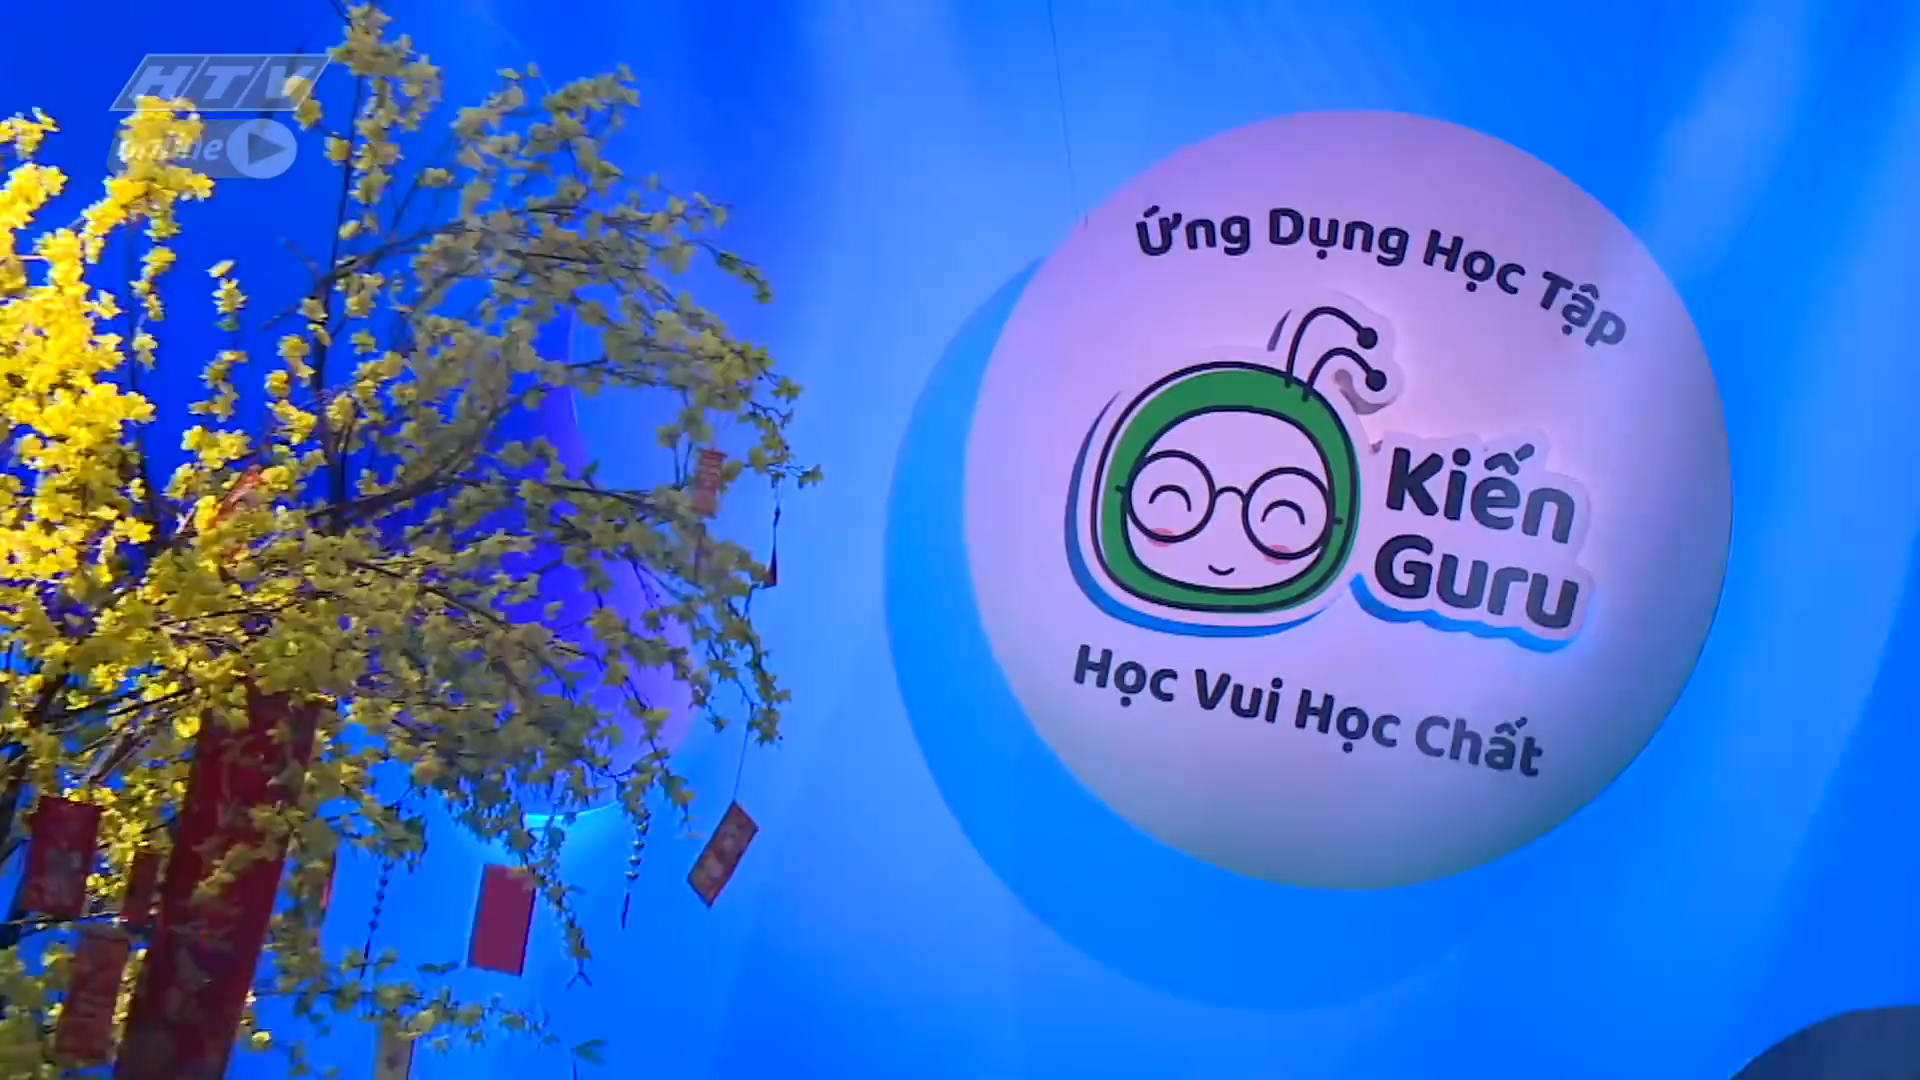 HTV
online
Ứng Dụng Học Tập
Kiến
Guru
Học Vui Học Chất